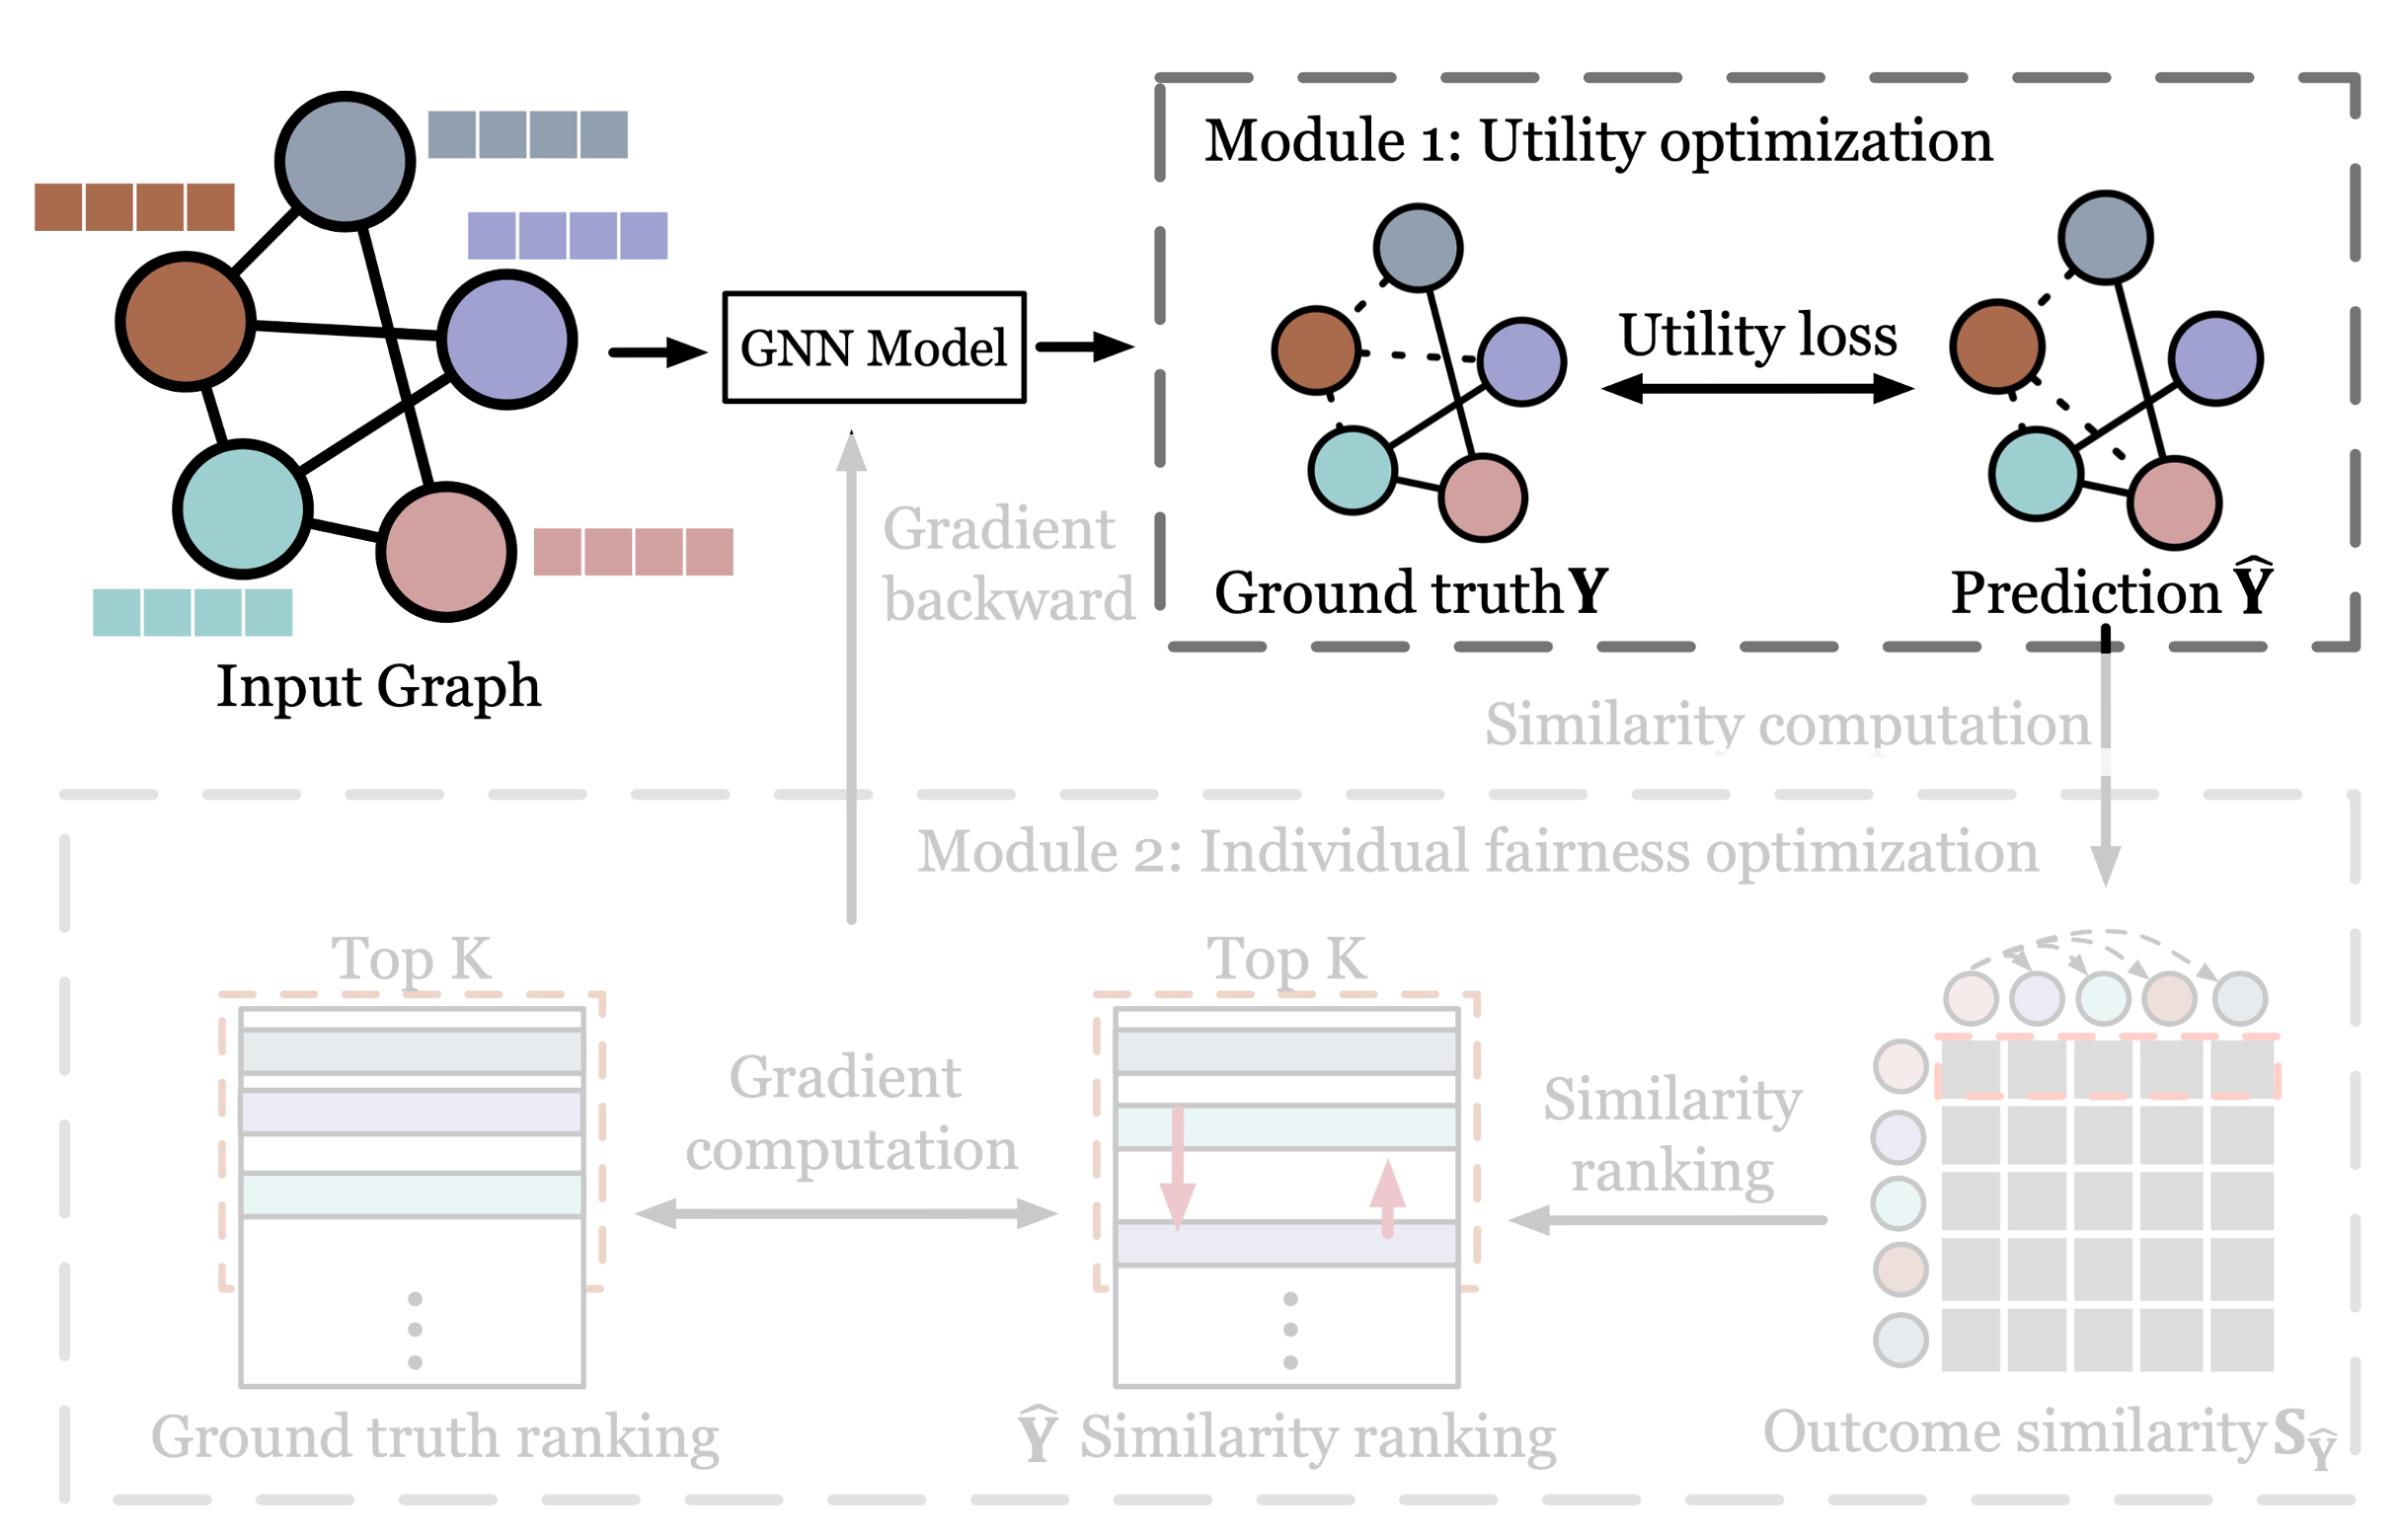 Module 1: Utility optimization
GNN Model
Utility loss
Ground truth Y
Prediction Ŷ
Input Graph
Gradient
backward
Similarity computation
Module 2: Individual fairness optimization
Top K
Top K
Gradient
computation
Similarity
ranking
Ground truth ranking
Ŷ Similarity ranking
Outcome similarity S_Ŷ